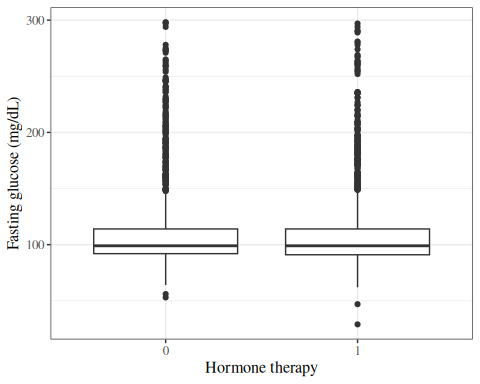 Fasting glucose (mg/dL)
300
200
100
0
1
Hormone therapy